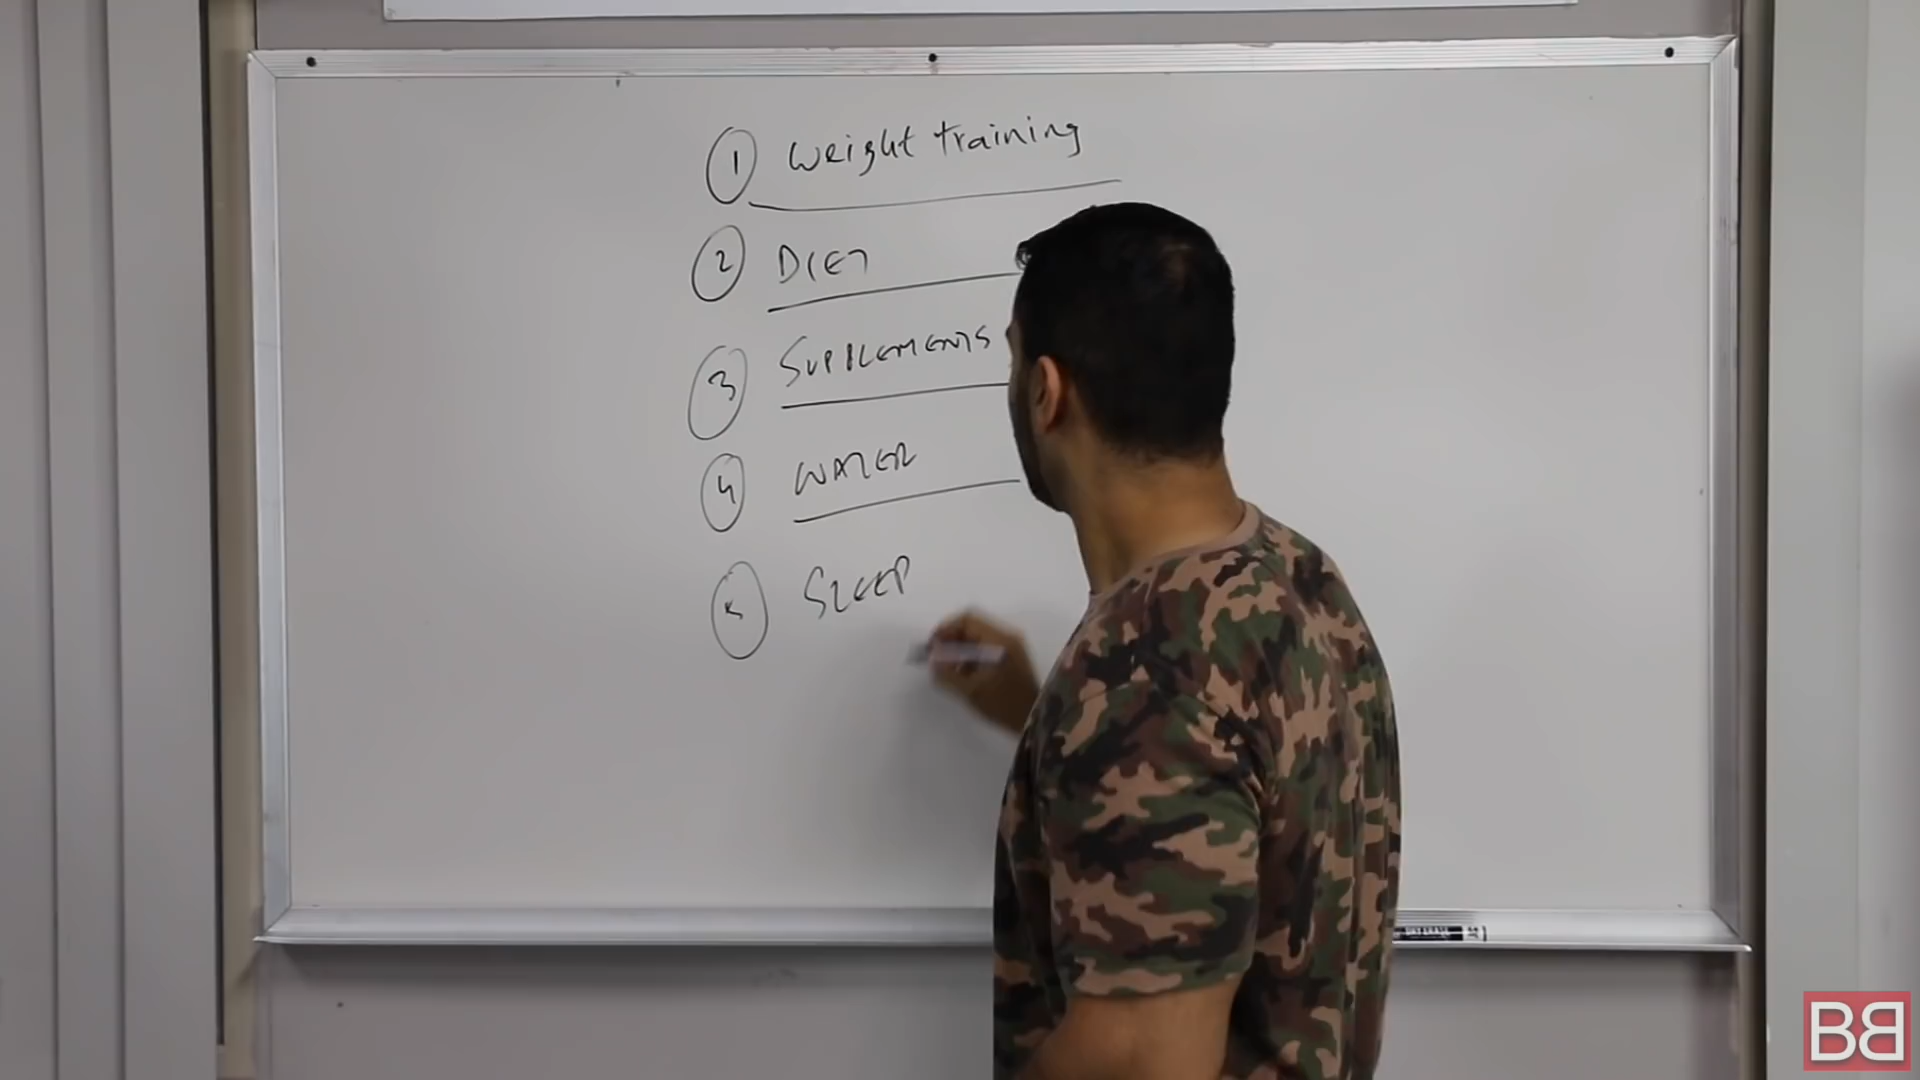 1 Weight training
2 DIET
3 SUPPLEMENTS
4 WATER
5 SLEEP
BB